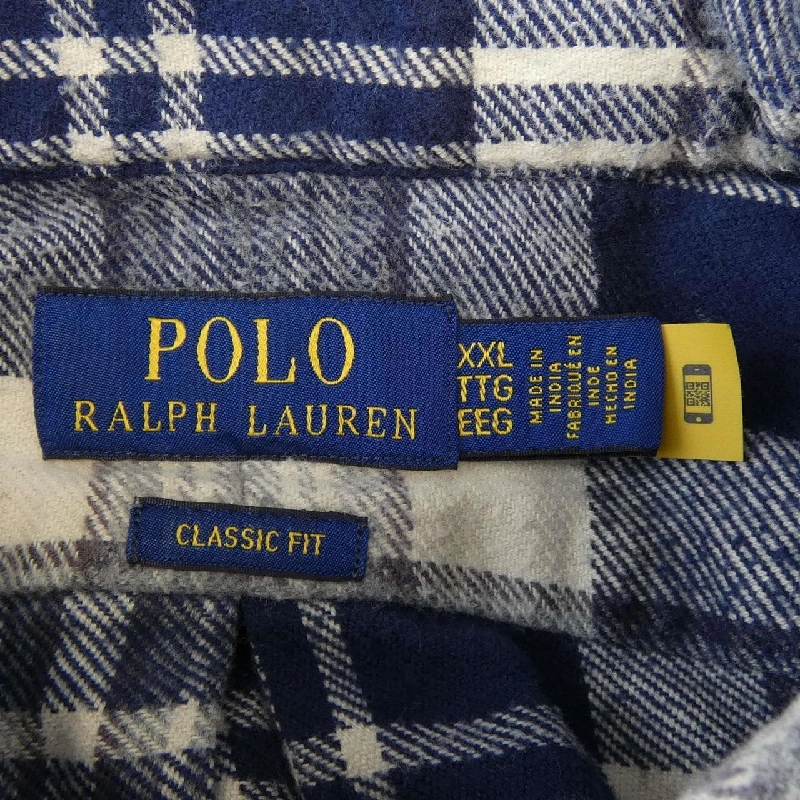 POLO
RALPH LAUREN
XXL
TTG
EEG
MADE IN
INDIA
FABRIQUÉ EN
INDE
HECHO EN
INDIA
CLASSIC FIT